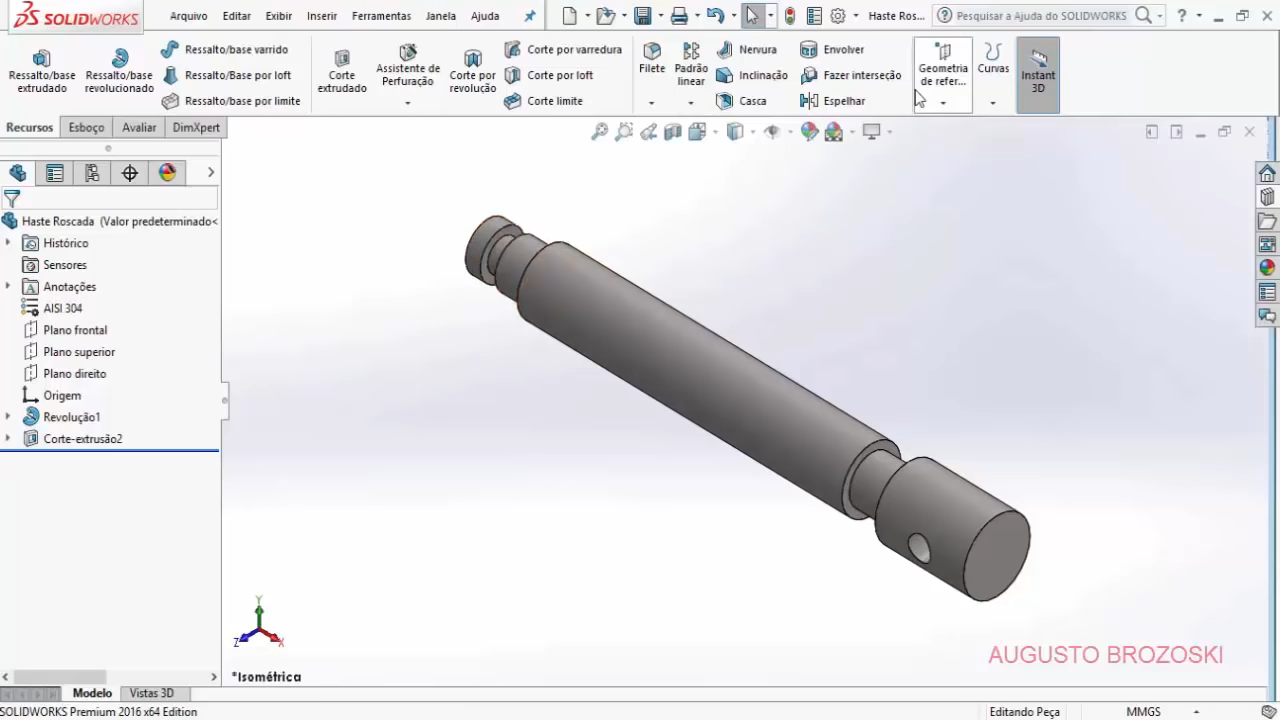 SOLIDWORKS
Arquivo Editar Exibir Inserir Ferramentas Janela Ajuda
Haste Ros...
Pesquisar a Ajuda do SOLIDWORKS
Ressalto/base
extrudado
Ressalto/base
revolucionado
Ressalto/base varrido
Ressalto/base por loft
Ressalto/base por limite
Corte
extrudado
Assistente de
Perfuração
Corte por
revolução
Corte por varredura
Corte por loft
Corte limite
Filete
Padrão
linear
Nervura
Inclinação
Casca
Envolver
Fazer interseção
Espelhar
Geometria
de refer...
Curvas
Instant
3D
Recursos Esboço Avaliar DimXpert
Haste Roscada (Valor predeterminado<
Histórico
Sensores
Anotações
AISI 304
Plano frontal
Plano superior
Plano direito
Origem
Revolução1
Corte-extrusão2
Y
Z
X
*Isométrica
AUGUSTO BROZOSKI
Modelo Vistas 3D
SOLIDWORKS Premium 2016 x64 Edition
Editando Peça
MMGS